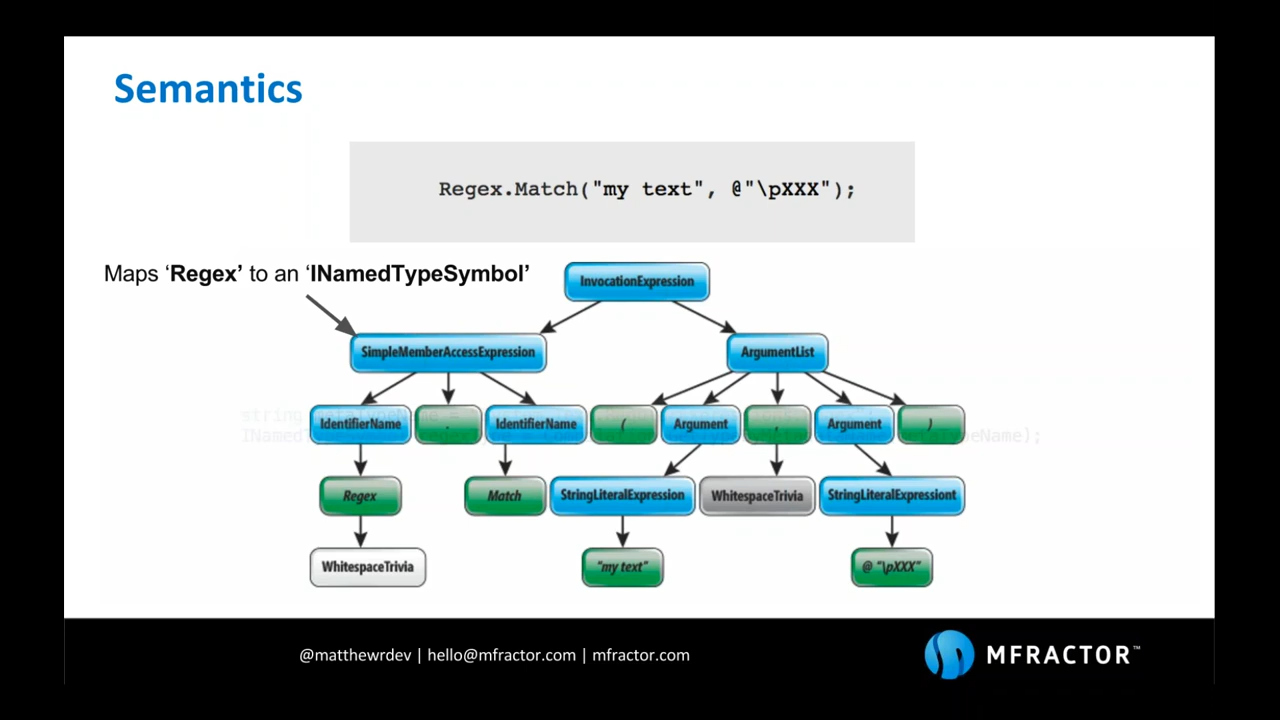 Semantics
Regex.Match("my text", @"\pXXX");
Maps ‘Regex’ to an ‘INamedTypeSymbol’
InvocationExpression
SimpleMemberAccessExpression
ArgumentList
IdentifierName
.
IdentifierName
(
Argument
,
Argument
)
Regex
Match
StringLiteralExpression
WhitespaceTrivia
StringLiteralExpressiont
WhitespaceTrivia
"my text"
@ "\pXXX"
@matthewrdev | hello@mfractor.com | mfractor.com
MFRACTOR™